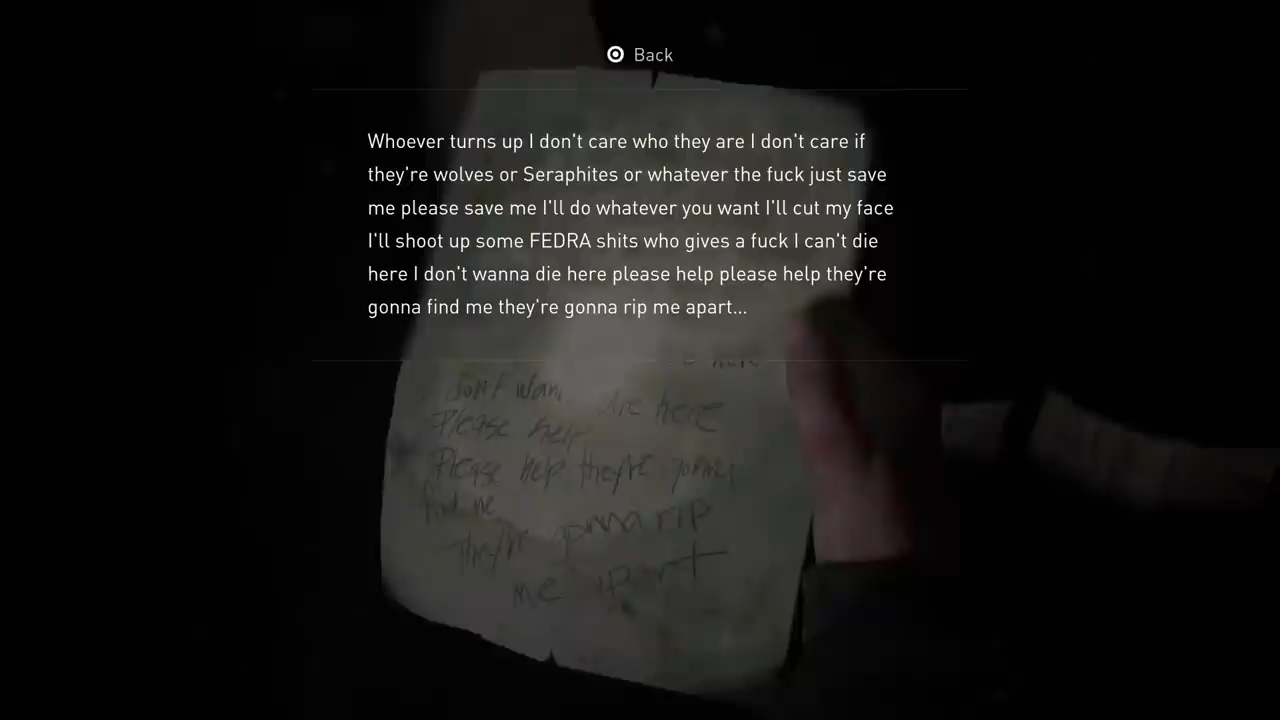 Back
Whoever turns up I don't care who they are I don't care if
they're wolves or Seraphites or whatever the fuck just save
me please save me I'll do whatever you want I'll cut my face
I'll shoot up some FEDRA shits who gives a fuck I can't die
here I don't wanna die here please help please help they're
gonna find me they're gonna rip me apart...
here
don't wan die here
Please help
Please help they're gonna
find me
They're gonna rip
me apart